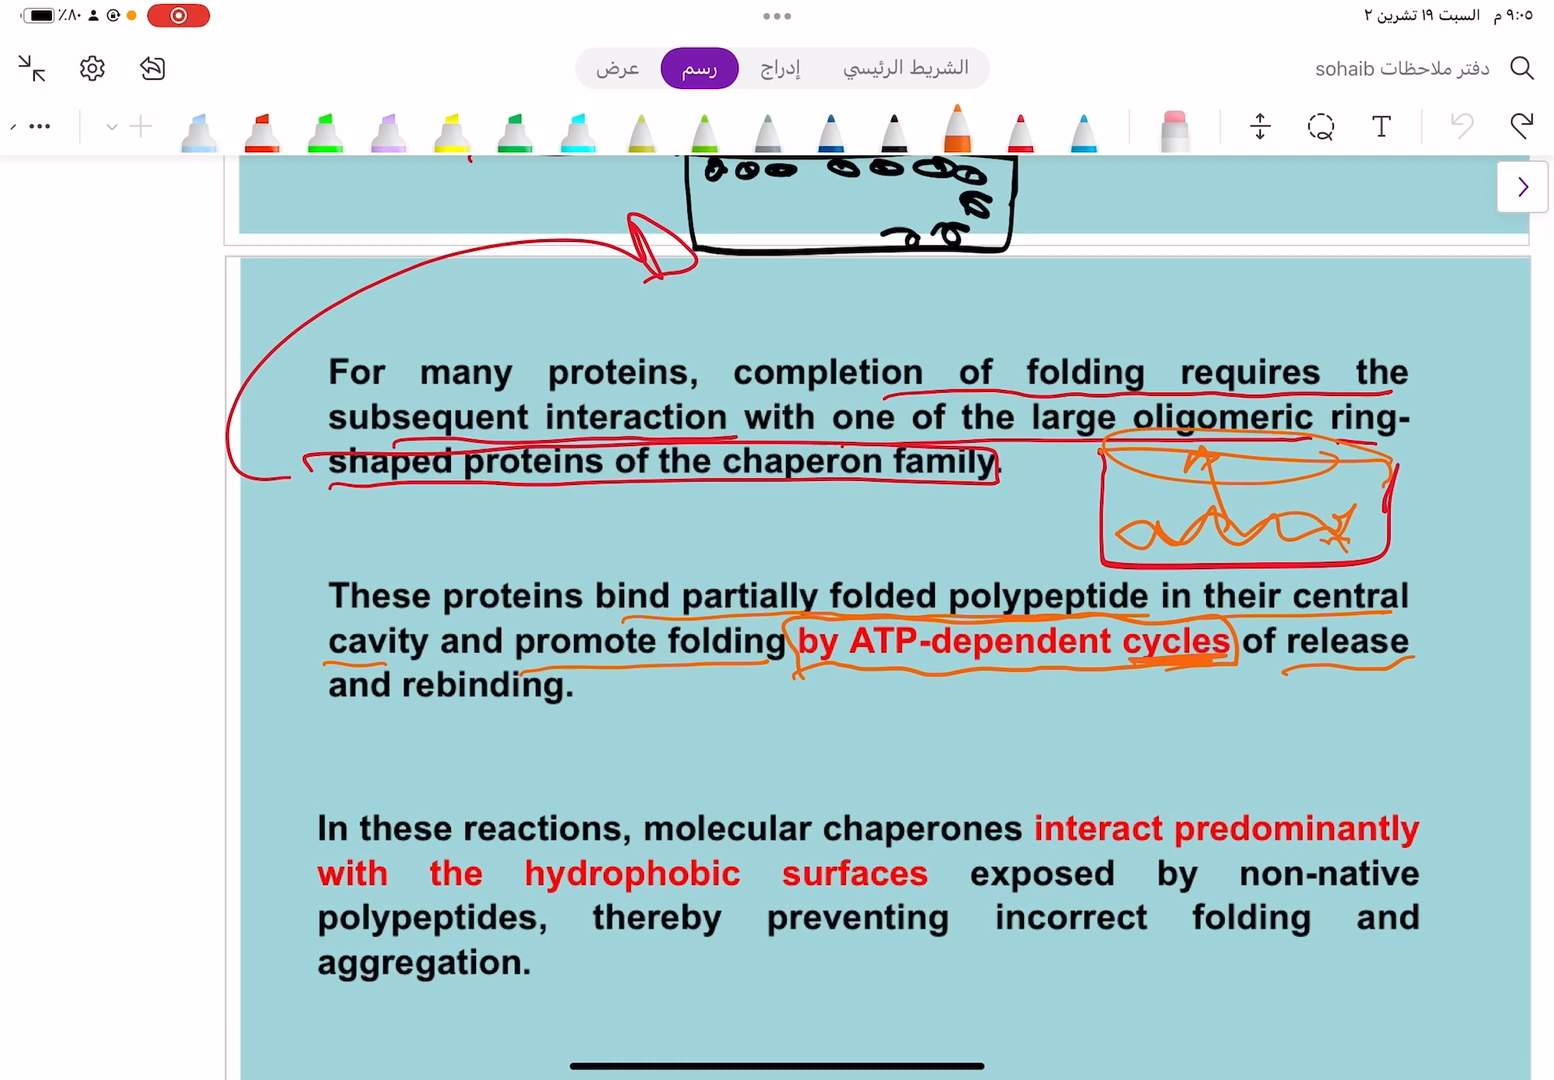 ٩:٠٥ م السبت ١٩ تشرين ٢
٪٨٠
دفتر ملاحظات sohaib
الشريط الرئيسي إدراج رسم عرض
T
For many proteins, completion of folding requires the
subsequent interaction with one of the large oligomeric ring-
shaped proteins of the chaperon family.
These proteins bind partially folded polypeptide in their central
cavity and promote folding by ATP-dependent cycles of release
and rebinding.
In these reactions, molecular chaperones interact predominantly
with the hydrophobic surfaces exposed by non-native
polypeptides, thereby preventing incorrect folding and
aggregation.